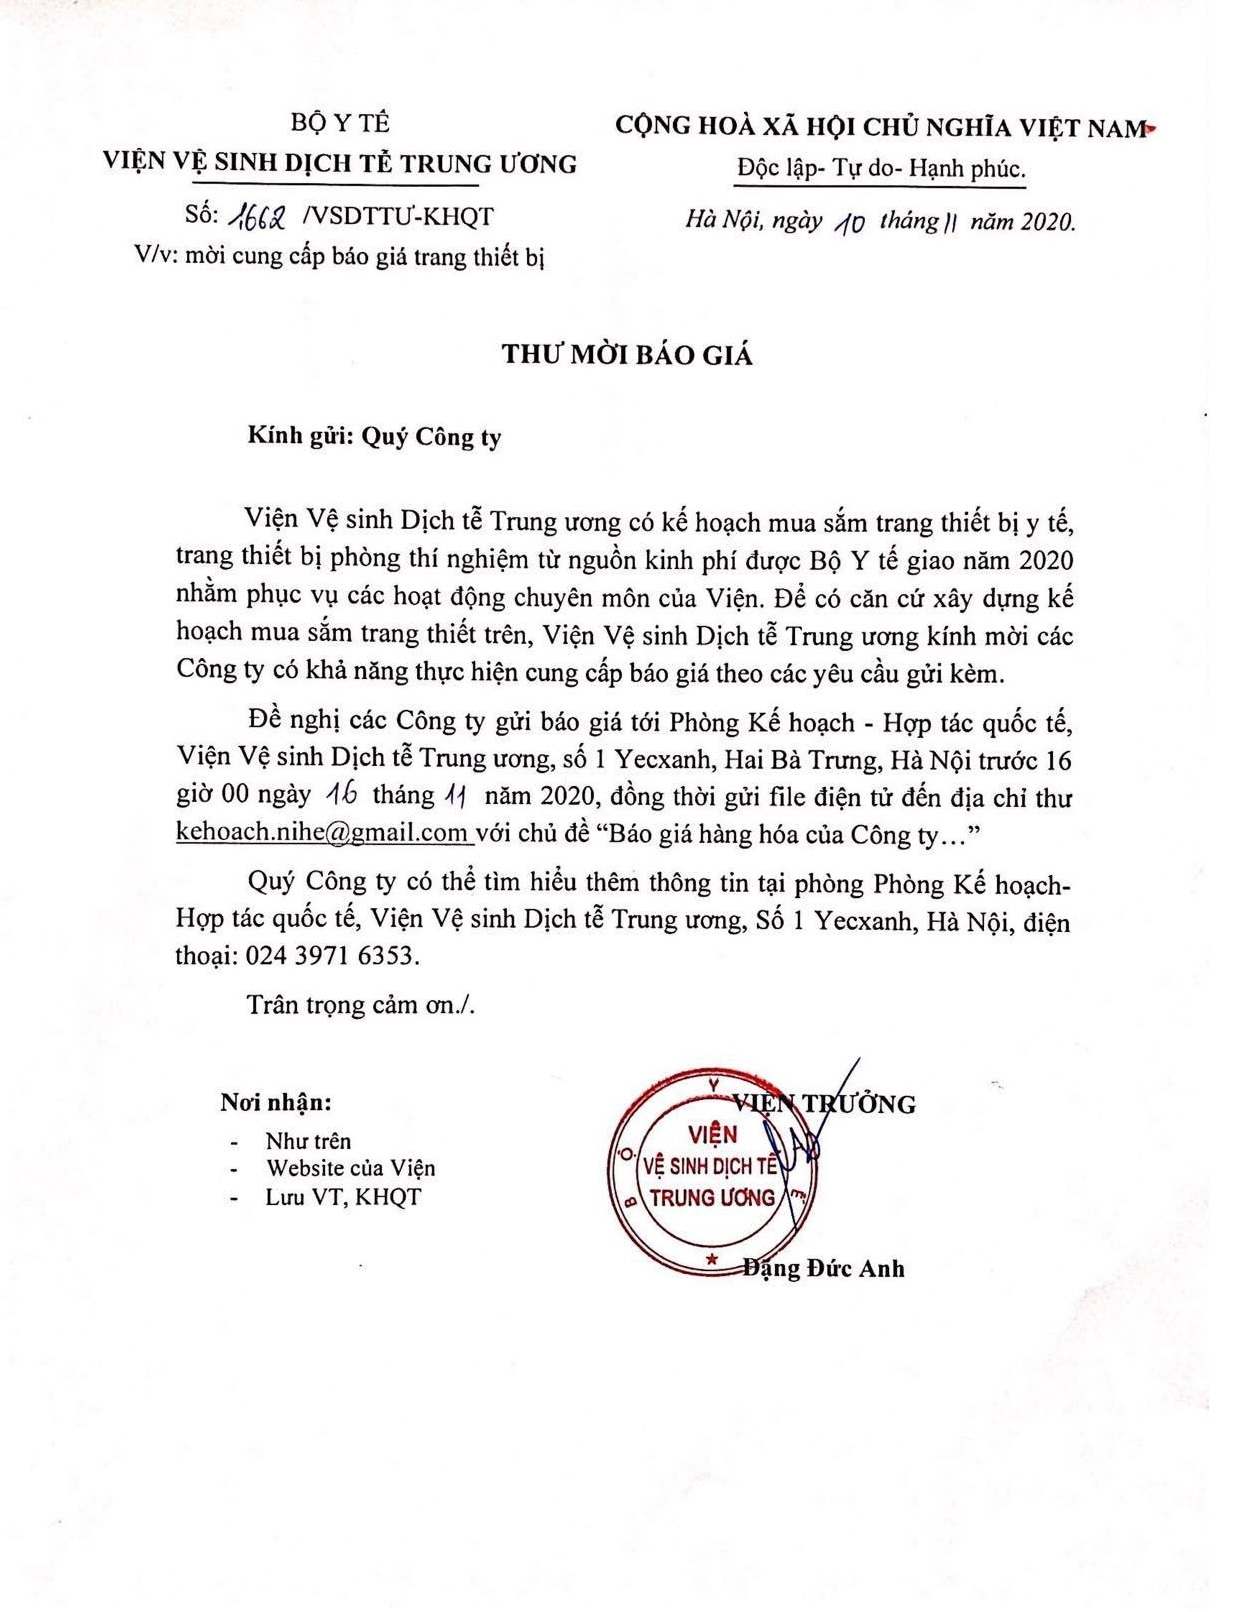 BỘ Y TẾ
VIỆN VỆ SINH DỊCH TỄ TRUNG ƯƠNG
Số: 1662 /VSDTTƯ-KHQT
V/v: mời cung cấp báo giá trang thiết bị
CỘNG HOÀ XÃ HỘI CHỦ NGHĨA VIỆT NAM
Độc lập- Tự do- Hạnh phúc.
Hà Nội, ngày 10 tháng 11 năm 2020.
THƯ MỜI BÁO GIÁ
Kính gửi: Quý Công ty
Viện Vệ sinh Dịch tễ Trung ương có kế hoạch mua sắm trang thiết bị y tế,
trang thiết bị phòng thí nghiệm từ nguồn kinh phí được Bộ Y tế giao năm 2020
nhằm phục vụ các hoạt động chuyên môn của Viện. Để có căn cứ xây dựng kế
hoạch mua sắm trang thiết trên, Viện Vệ sinh Dịch tễ Trung ương kính mời các
Công ty có khả năng thực hiện cung cấp báo giá theo các yêu cầu gửi kèm.
Đề nghị các Công ty gửi báo giá tới Phòng Kế hoạch - Hợp tác quốc tế,
Viện Vệ sinh Dịch tễ Trung ương, số 1 Yecxanh, Hai Bà Trưng, Hà Nội trước 16
giờ 00 ngày 16 tháng 11 năm 2020, đồng thời gửi file điện tử đến địa chỉ thư
kehoach.nihe@gmail.com với chủ đề “Báo giá hàng hóa của Công ty…”
Quý Công ty có thể tìm hiểu thêm thông tin tại phòng Phòng Kế hoạch-
Hợp tác quốc tế, Viện Vệ sinh Dịch tễ Trung ương, Số 1 Yecxanh, Hà Nội, điện
thoại: 024 3971 6353.
Trân trọng cảm ơn./.
Nơi nhận:
- Như trên
- Website của Viện
- Lưu VT, KHQT
VIỆN TRƯỞNG
BỘ Y TẾ
VIỆN
VỆ SINH DỊCH TỄ
TRUNG ƯƠNG
Đặng Đức Anh